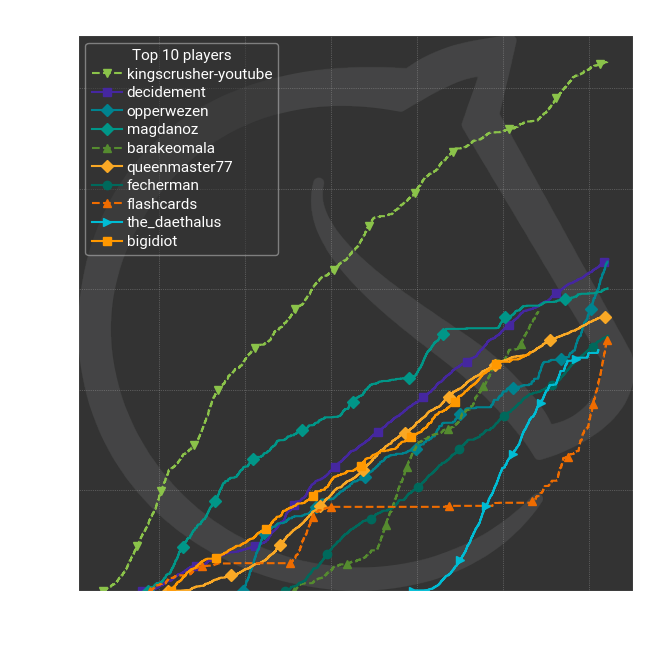 Top 10 players
kingscrusher-youtube
decidement
opperwezen
magdanoz
barakeomala
queenmaster77
fecherman
flashcards
the_daethalus
bigidiot